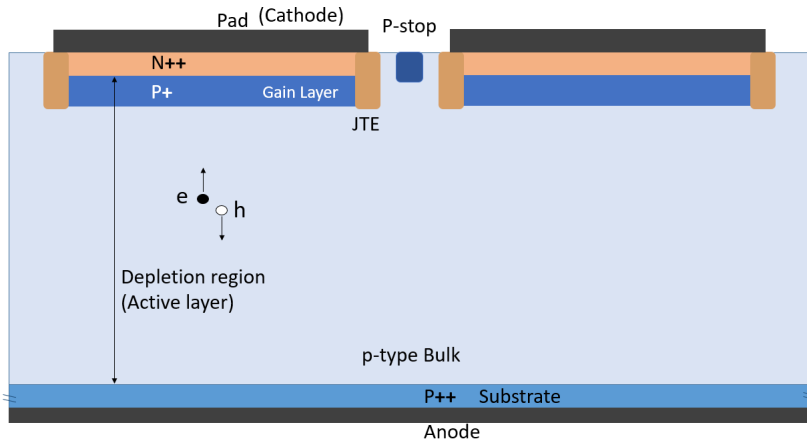 Pad (Cathode)
P-stop
N++
P+ Gain Layer
JTE
e h
Depletion region
(Active layer)
p-type Bulk
P++ Substrate
Anode